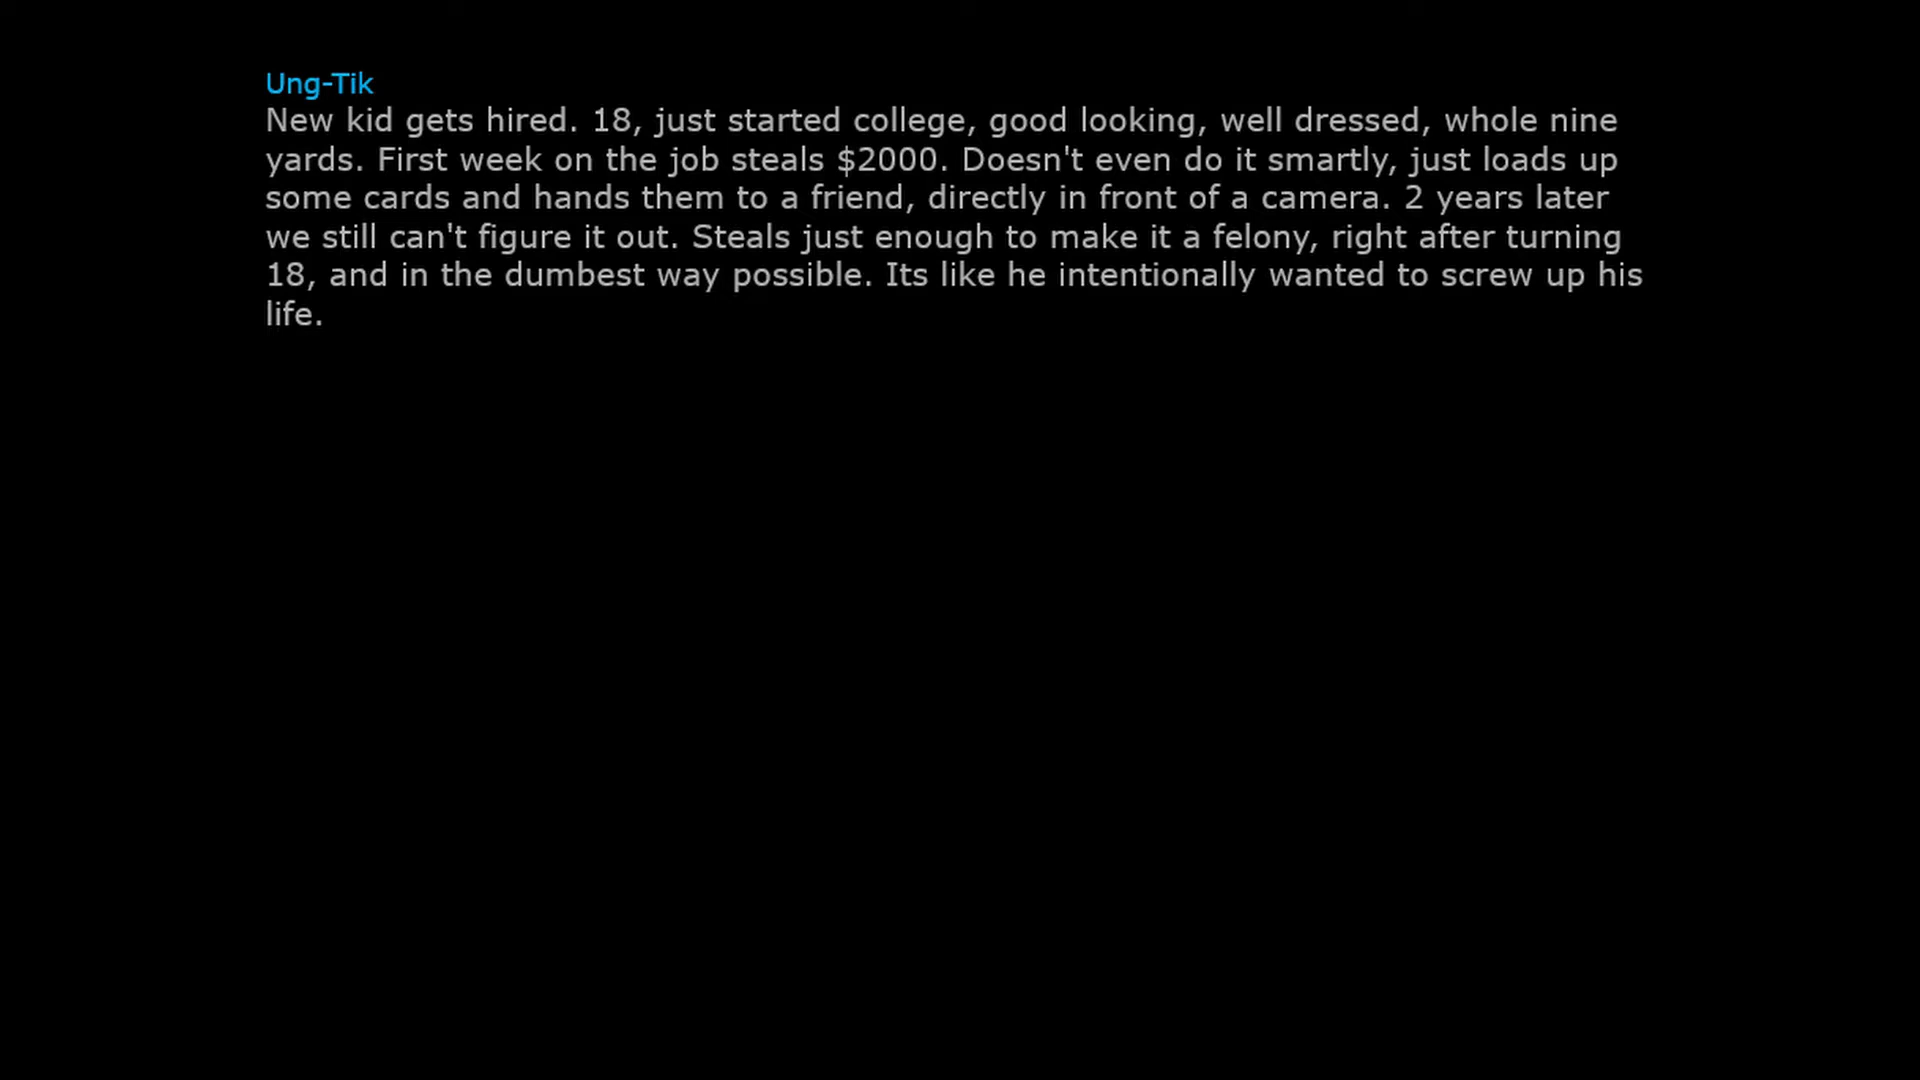 Ung-Tik
New kid gets hired. 18, just started college, good looking, well dressed, whole nine
yards. First week on the job steals $2000. Doesn't even do it smartly, just loads up
some cards and hands them to a friend, directly in front of a camera. 2 years later
we still can't figure it out. Steals just enough to make it a felony, right after turning
18, and in the dumbest way possible. Its like he intentionally wanted to screw up his
life.